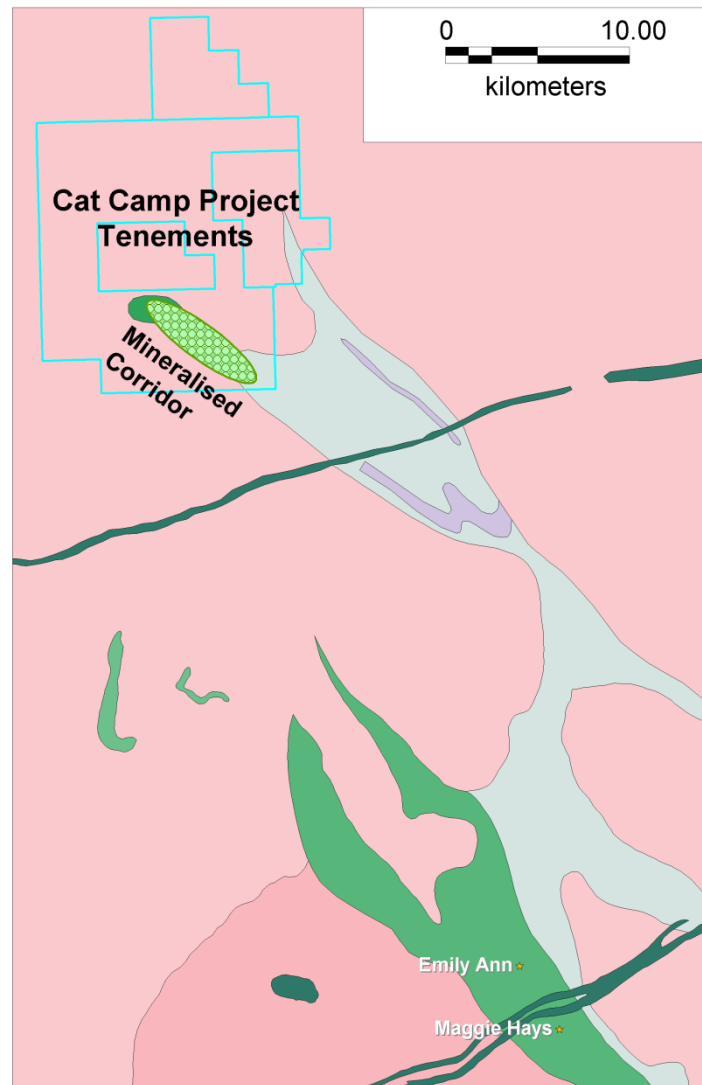 0 10.00
kilometers
Cat Camp Project
Tenements
Mineralised
Corridor
Emily Ann
Maggie Hays